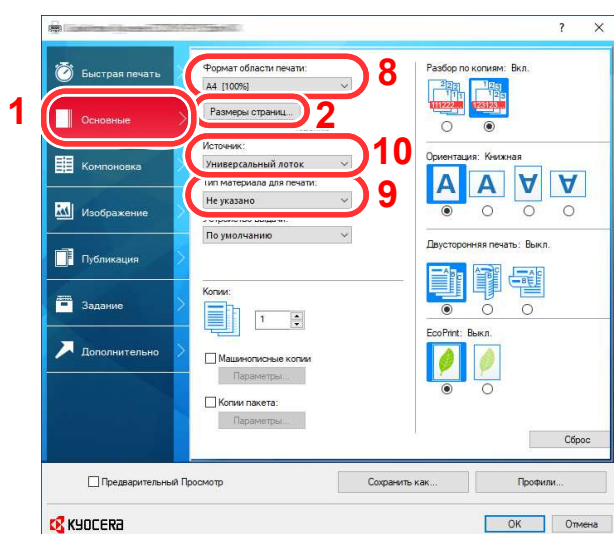 ? ×
Быстрая печать
1
Основные
Компоновка
Изображение
Публикация
Задание
Дополнительно
Формат области печати:
8
A4 [100%]
Размеры страниц...
2
Источник:
10
Универсальный лоток
Тип материала для печати:
9
Не указано
По умолчанию
Копии:
1
Машинописные копии
Параметры...
Копии пакета:
Параметры...
Разбор по копиям: Вкл.
111222...
123123...
Ориентация: Книжная
A A A A
Двусторонняя печать: Выкл.
EcoPrint: Выкл.
Сброс
Предварительный Просмотр
Сохранить как...
Профили...
KYOCERA
OK
Отмена